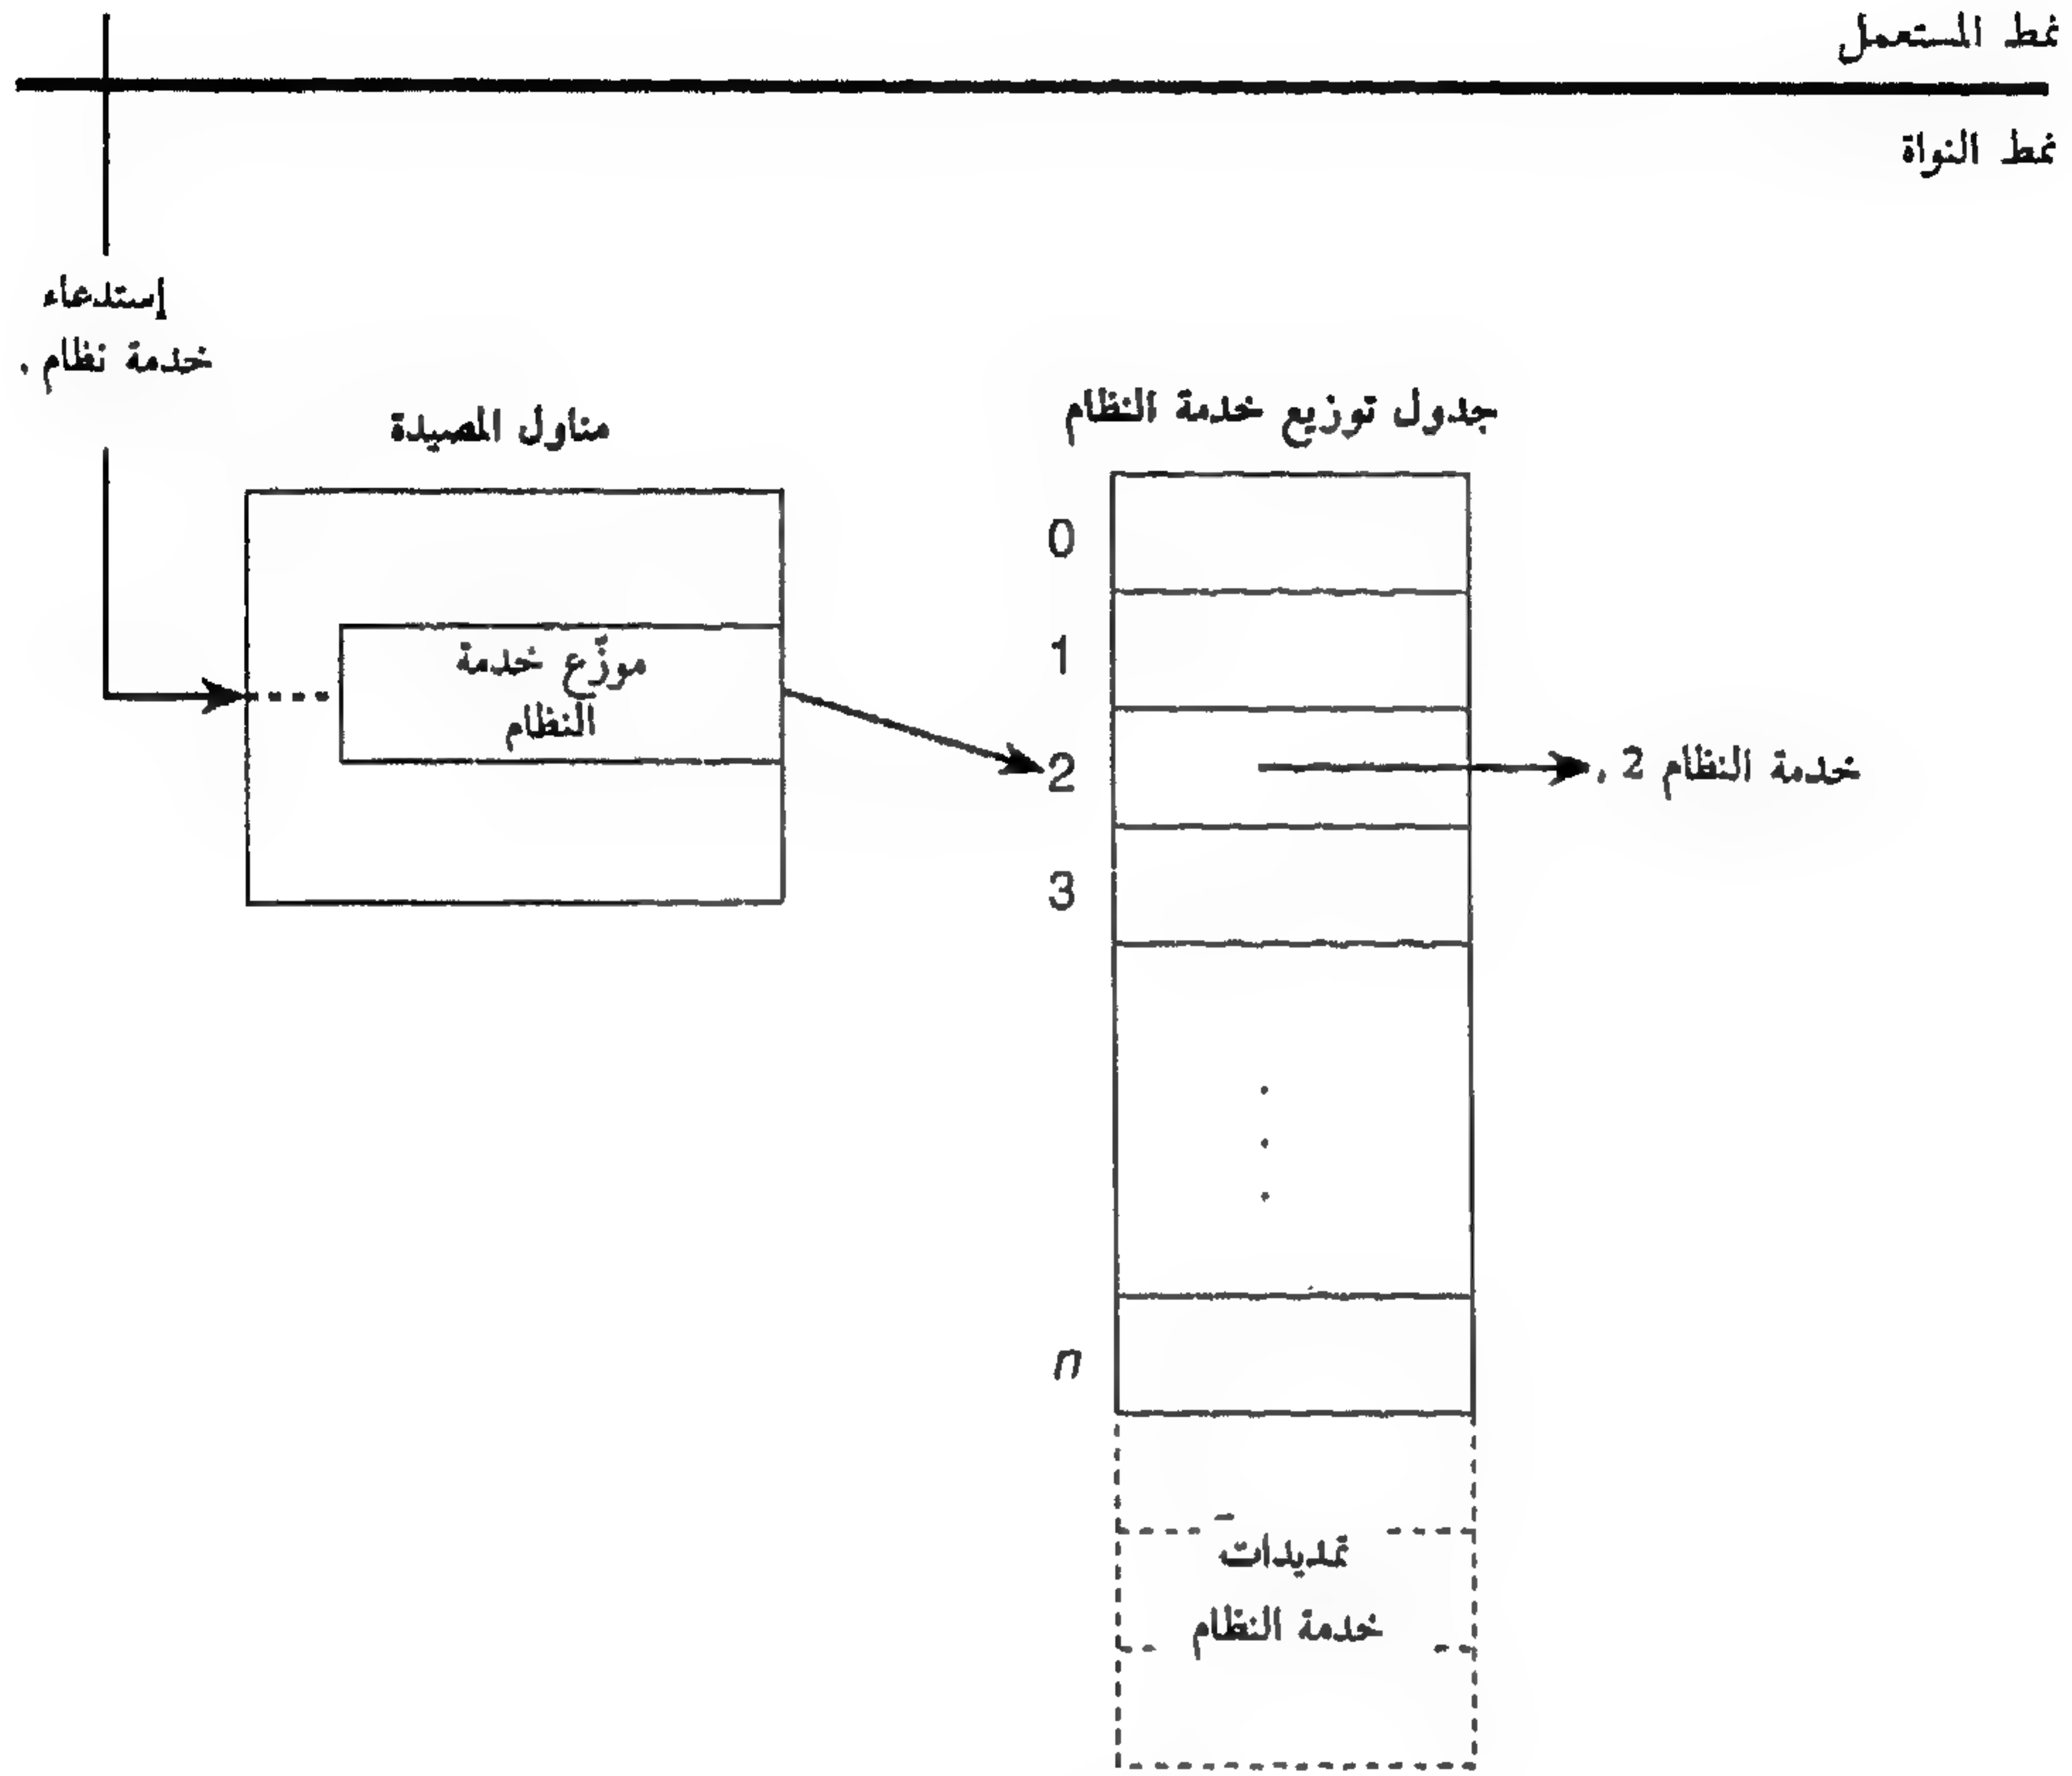 نمط المستعمل
نمط النواة
إستدعاء
خدمة نظام .
مناول المصيدة
موزّع خدمة
النظام
جدول توزيع خدمة النظام
0
1
2
3
n
خدمة النظام 2 .
تمديدات
خدمة النظام